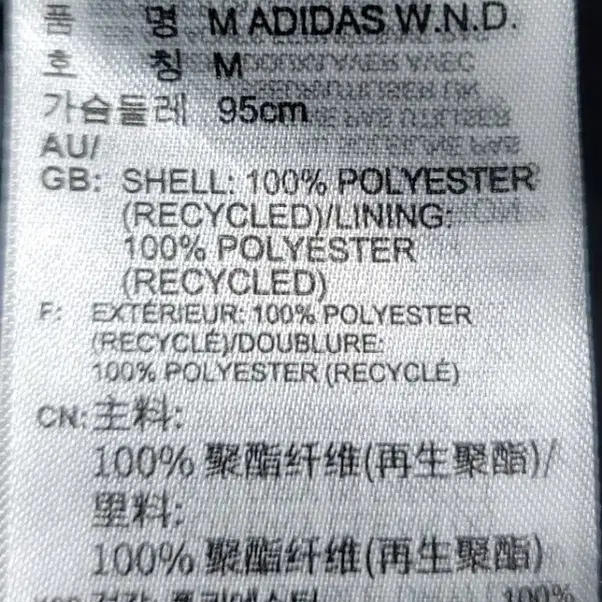 품 명 M ADIDAS W.N.D.
호 칭 M
가슴둘레 95cm
AU/
GB: SHELL: 100% POLYESTER
(RECYCLED)/LINING:
100% POLYESTER
(RECYCLED)
F: EXTÉRIEUR: 100% POLYESTER
(RECYCLÉ)/DOUBLURE:
100% POLYESTER (RECYCLÉ)
CN: 主料:
100% 聚酯纤维(再生聚酯)/
里料:
100% 聚酯纤维(再生聚酯)
100%